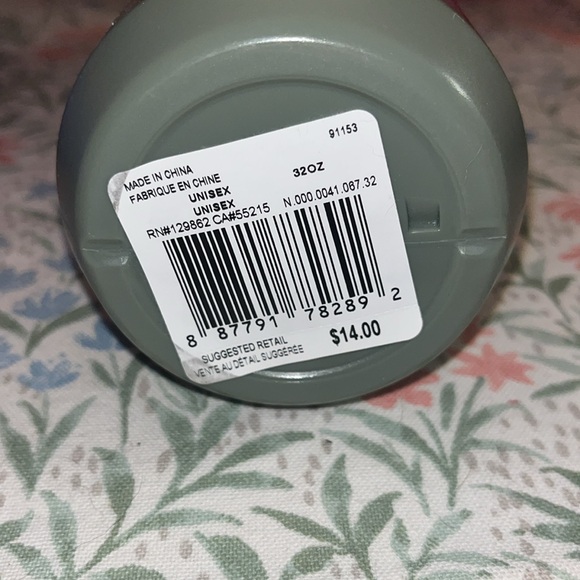 91153
MADE IN CHINA 32OZ
FABRIQUE EN CHINE
UNISEX
UNISEX
RN#129862 CA#55215 N.000.0041.067.32
8 87791 78289 2
SUGGESTED RETAIL $14.00
VENTE AU DÉTAIL SUGGÉRÉE